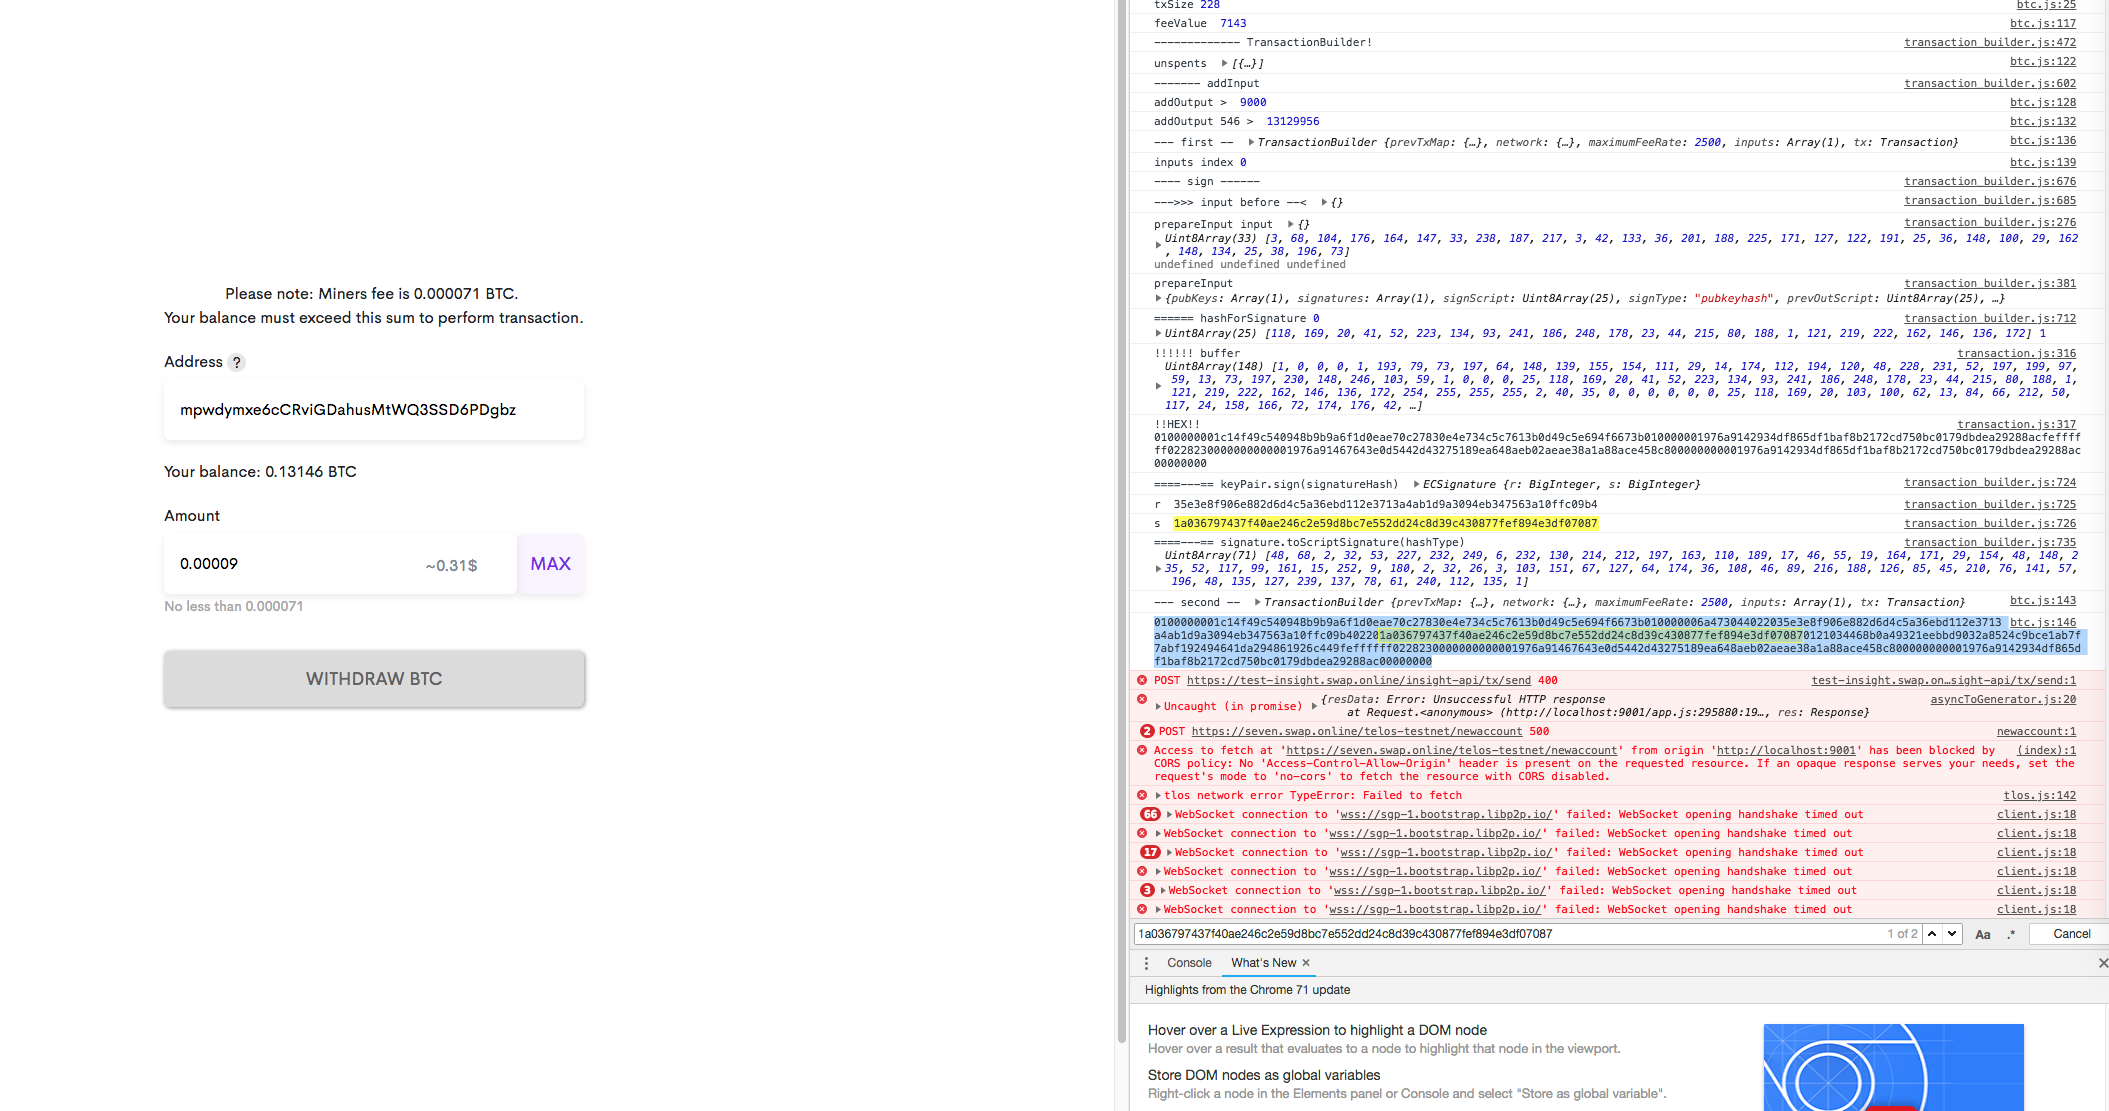 Please note: Miners fee is 0.000071 BTC.
Your balance must exceed this sum to perform transaction.
Address ?
mpwdymxe6cCRviGDahusMtWQ3SSD6PDgbz
Your balance: 0.13146 BTC
Amount
0.00009 ~0.31$ MAX
No less than 0.000071
WITHDRAW BTC
txSize 228 btc.js:25
feeValue 7143 btc.js:117
------------- TransactionBuilder! transaction_builder.js:472
unspents ▶[{…}] btc.js:122
------- addInput transaction_builder.js:602
addOutput > 9000 btc.js:128
addOutput 546 > 13129956 btc.js:132
--- first -- ▶TransactionBuilder {prevTxMap: {…}, network: {…}, maximumFeeRate: 2500, inputs: Array(1), tx: Transaction} btc.js:136
inputs index 0 btc.js:139
---- sign ------ transaction_builder.js:676
--->>> input before --< ▶{} transaction_builder.js:685
prepareInput input ▶{} transaction_builder.js:276
▶Uint8Array(33) [3, 68, 104, 176, 164, 147, 33, 238, 187, 217, 3, 42, 133, 36, 201, 188, 225, 171, 127, 122, 191, 25, 36, 148, 100, 29, 162
, 148, 134, 25, 38, 196, 73]
undefined undefined undefined
prepareInput transaction_builder.js:381
▶{pubKeys: Array(1), signatures: Array(1), signScript: Uint8Array(25), signType: "pubkeyhash", prevOutScript: Uint8Array(25), …}
====== hashForSignature 0 transaction_builder.js:712
▶Uint8Array(25) [118, 169, 20, 41, 52, 223, 134, 93, 241, 186, 248, 178, 23, 44, 215, 80, 188, 1, 121, 219, 222, 162, 146, 136, 172] 1
!!!!!! buffer transaction.js:316
▶Uint8Array(148) [1, 0, 0, 0, 1, 193, 79, 73, 197, 64, 148, 139, 155, 154, 111, 29, 14, 174, 112, 194, 120, 48, 228, 231, 52, 197, 199, 97,
59, 13, 73, 197, 230, 148, 246, 103, 59, 1, 0, 0, 0, 25, 118, 169, 20, 41, 52, 223, 134, 93, 241, 186, 248, 178, 23, 44, 215, 80, 188, 1,
121, 219, 222, 162, 146, 136, 172, 254, 255, 255, 255, 2, 40, 35, 0, 0, 0, 0, 0, 0, 25, 118, 169, 20, 103, 100, 62, 13, 84, 66, 212, 50,
117, 24, 158, 166, 72, 174, 176, 42, …]
!!HEX!! transaction.js:317
0100000001c14f49c540948b9b9a6f1d0eae70c27830e4e734c5c7613b0d49c5e694f6673b010000001976a9142934df865df1baf8b2172cd750bc0179dbdea29288acfeffff
ff0228230000000000001976a91467643e0d5442d43275189ea648aeb02aeae38a1a88ace458c800000000001976a9142934df865df1baf8b2172cd750bc0179dbdea29288ac
00000000
====---== keyPair.sign(signatureHash) ▶ECSignature {r: BigInteger, s: BigInteger} transaction_builder.js:724
r 35e3e8f906e882d6d4c5a36ebd112e3713a4ab1d9a3094eb347563a10ffc09b4 transaction_builder.js:725
s 1a036797437f40ae246c2e59d8bc7e552dd24c8d39c430877fef894e3df07087 transaction_builder.js:726
====---== signature.toScriptSignature(hashType) transaction_builder.js:735
▶Uint8Array(71) [48, 68, 2, 32, 53, 227, 232, 249, 6, 232, 130, 214, 212, 197, 163, 110, 189, 17, 46, 55, 19, 164, 171, 29, 154, 48, 148, 2
35, 52, 117, 99, 161, 15, 252, 9, 180, 2, 32, 26, 3, 103, 151, 67, 127, 64, 174, 36, 108, 46, 89, 216, 188, 126, 85, 45, 210, 76, 141, 57,
196, 48, 135, 127, 239, 137, 78, 61, 240, 112, 135, 1]
--- second -- ▶TransactionBuilder {prevTxMap: {…}, network: {…}, maximumFeeRate: 2500, inputs: Array(1), tx: Transaction} btc.js:143
0100000001c14f49c540948b9b9a6f1d0eae70c27830e4e734c5c7613b0d49c5e694f6673b010000006a473044022035e3e8f906e882d6d4c5a36ebd112e3713 btc.js:146
a4ab1d9a3094eb347563a10ffc09b402201a036797437f40ae246c2e59d8bc7e552dd24c8d39c430877fef894e3df070870121034468b0a49321eebbd9032a8524c9bce1ab7f
7abf192494641da294861926c449feffffff0228230000000000001976a91467643e0d5442d43275189ea648aeb02aeae38a1a88ace458c800000000001976a9142934df865d
f1baf8b2172cd750bc0179dbdea29288ac00000000
POST https://test-insight.swap.online/insight-api/tx/send 400 test-insight.swap.on…sight-api/tx/send:1
▶Uncaught (in promise) ▶{resData: Error: Unsuccessful HTTP response asyncToGenerator.js:20
at Request.<anonymous> (http://localhost:9001/app.js:295880:19…, res: Response}
2 POST https://seven.swap.online/telos-testnet/newaccount 500 newaccount:1
Access to fetch at 'https://seven.swap.online/telos-testnet/newaccount' from origin 'http://localhost:9001' has been blocked by (index):1
CORS policy: No 'Access-Control-Allow-Origin' header is present on the requested resource. If an opaque response serves your needs, set the
request's mode to 'no-cors' to fetch the resource with CORS disabled.
▶tlos network error TypeError: Failed to fetch tlos.js:142
66 ▶WebSocket connection to 'wss://sgp-1.bootstrap.libp2p.io/' failed: WebSocket opening handshake timed out client.js:18
▶WebSocket connection to 'wss://sgp-1.bootstrap.libp2p.io/' failed: WebSocket opening handshake timed out client.js:18
17 ▶WebSocket connection to 'wss://sgp-1.bootstrap.libp2p.io/' failed: WebSocket opening handshake timed out client.js:18
▶WebSocket connection to 'wss://sgp-1.bootstrap.libp2p.io/' failed: WebSocket opening handshake timed out client.js:18
3 ▶WebSocket connection to 'wss://sgp-1.bootstrap.libp2p.io/' failed: WebSocket opening handshake timed out client.js:18
▶WebSocket connection to 'wss://sgp-1.bootstrap.libp2p.io/' failed: WebSocket opening handshake timed out client.js:18
1a036797437f40ae246c2e59d8bc7e552dd24c8d39c430877fef894e3df07087 1 of 2 Aa .* Cancel
Console What's New ×
Highlights from the Chrome 71 update
Hover over a Live Expression to highlight a DOM node
Hover over a result that evaluates to a node to highlight that node in the viewport.
Store DOM nodes as global variables
Right-click a node in the Elements panel or Console and select "Store as global variable".